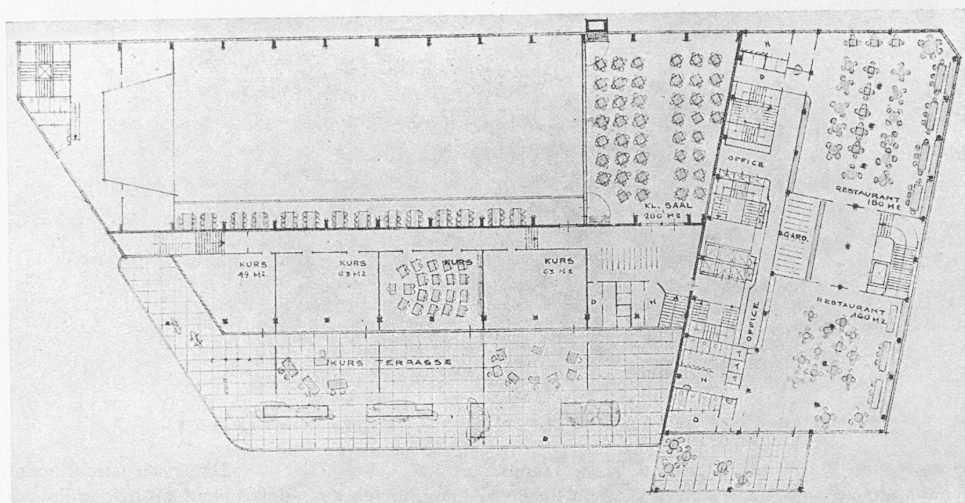 H
D
OFFICE
RESTAURANT
180 M2
KL. SAAL
200 M2
GARD.
KURS
49 M2
KURS
63 M2
KURS
KURS
63 M2
D
H
OFFICE
RESTAURANT
160 M2
KURS TERRASSE
H
D